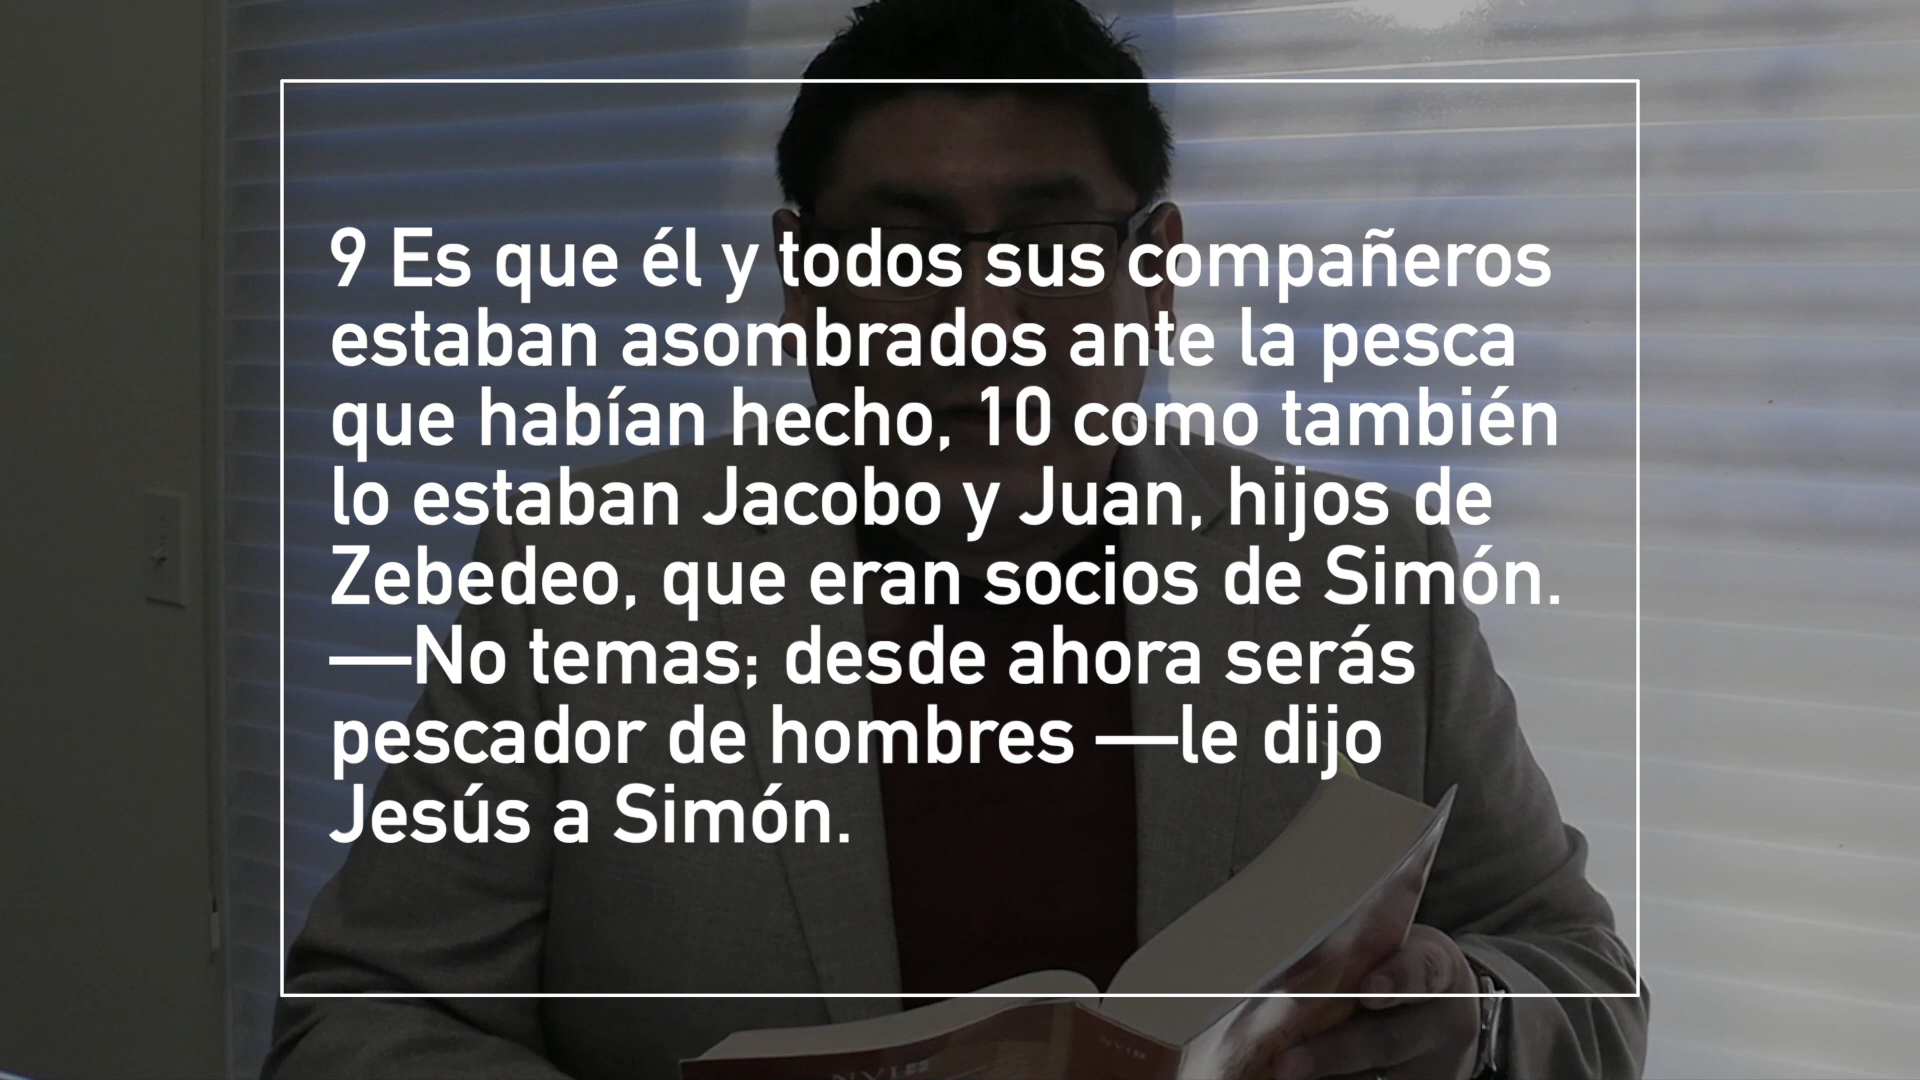 9 Es que él y todos sus compañeros
estaban asombrados ante la pesca
que habían hecho, 10 como también
lo estaban Jacobo y Juan, hijos de
Zebedeo, que eran socios de Simón.
—No temas; desde ahora serás
pescador de hombres —le dijo
Jesús a Simón.
NVI
NVI